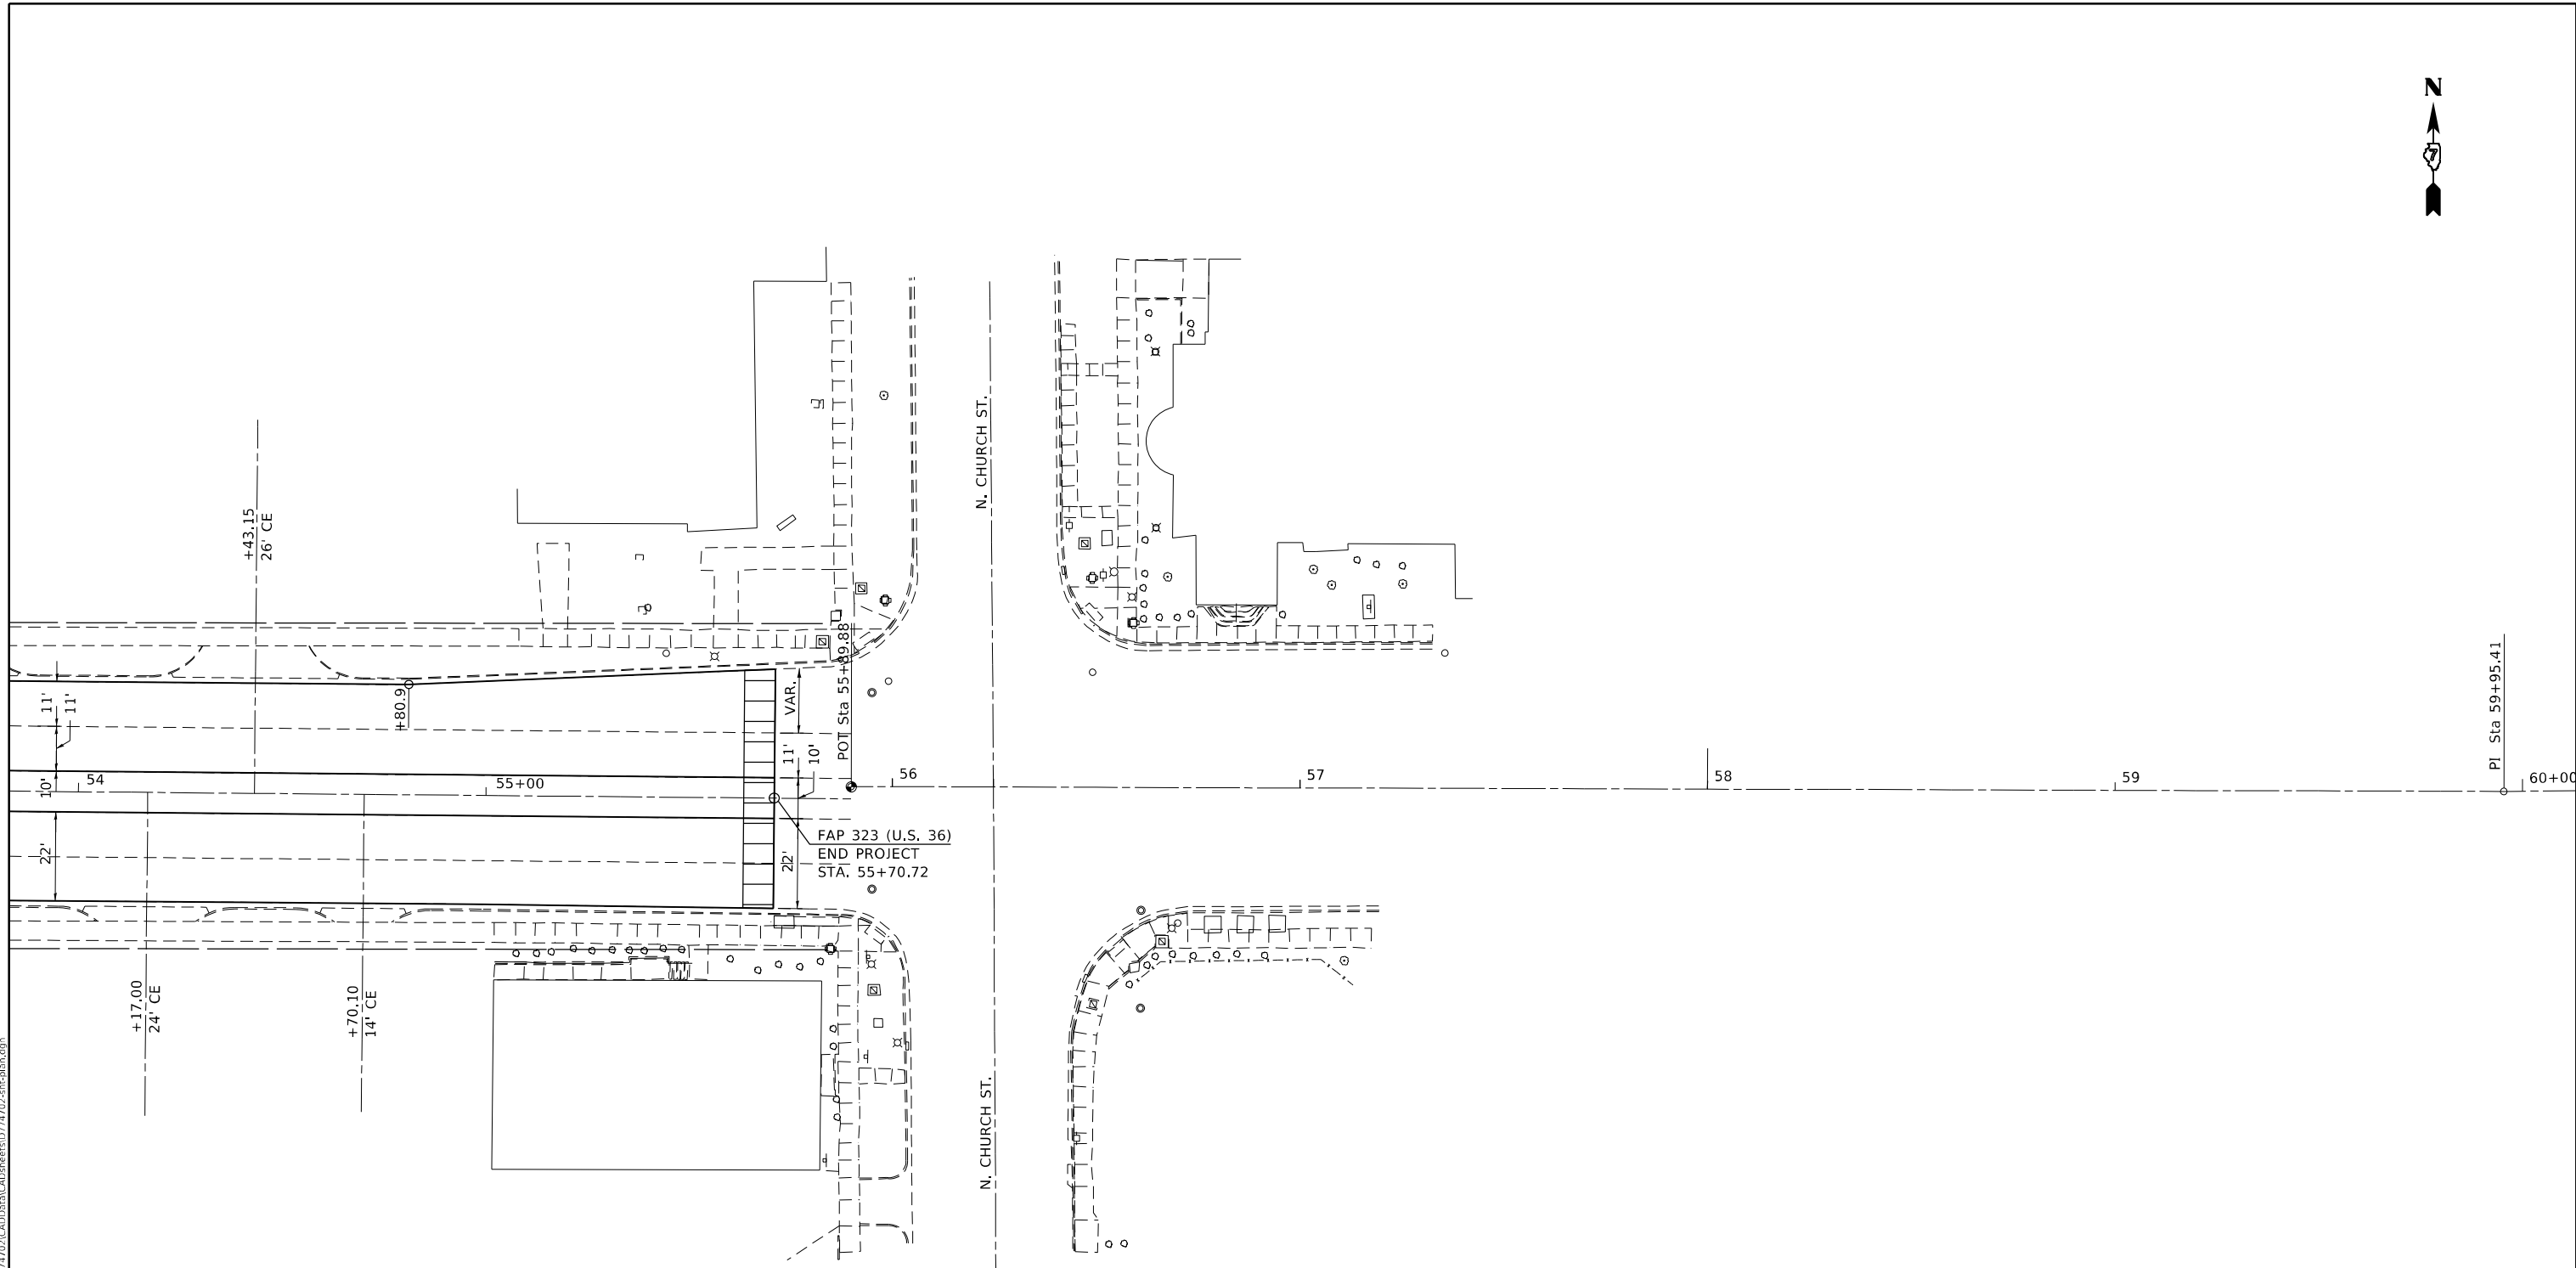 N
7
N. CHURCH ST.
+43.15
26' CE
POT Sta 55+89.88
PI Sta 59+95.41
11'
11'
+80.9
VAR.
11'
10'
10'
54
55+00
56
57
58
59
60+00
22'
22'
FAP 323 (U.S. 36)
END PROJECT
STA. 55+70.72
+17.00
24' CE
+70.10
14' CE
N. CHURCH ST.